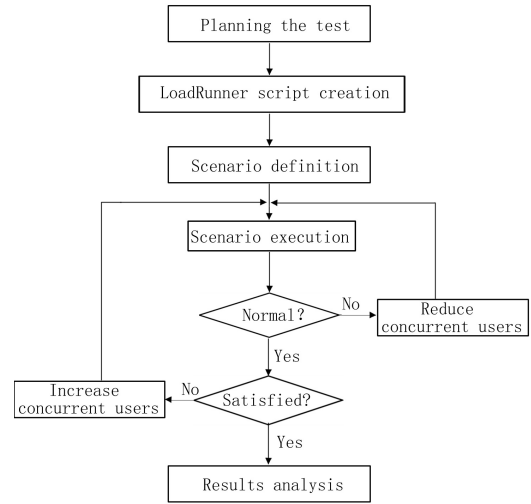 Planning the test
LoadRunner script creation
Scenario definition
Scenario execution
Normal?
No
Reduce
concurrent users
Yes
Satisfied?
No
Increase
concurrent users
Yes
Results analysis